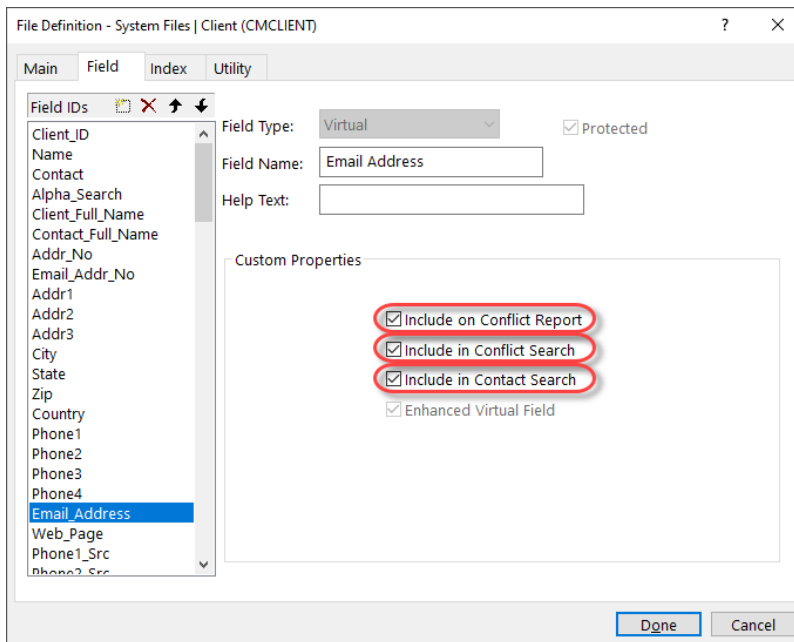 File Definition - System Files | Client (CMCLIENT)
Main Field Index Utility
Field IDs
Client_ID
Name
Contact
Alpha_Search
Client_Full_Name
Contact_Full_Name
Addr_No
Email_Addr_No
Addr1
Addr2
Addr3
City
State
Zip
Country
Phone1
Phone2
Phone3
Phone4
Email_Address
Web_Page
Phone1_Src
Phone2_Src
Field Type: Virtual Protected
Field Name: Email Address
Help Text:
Custom Properties
Include on Conflict Report
Include in Conflict Search
Include in Contact Search
Enhanced Virtual Field
Done Cancel